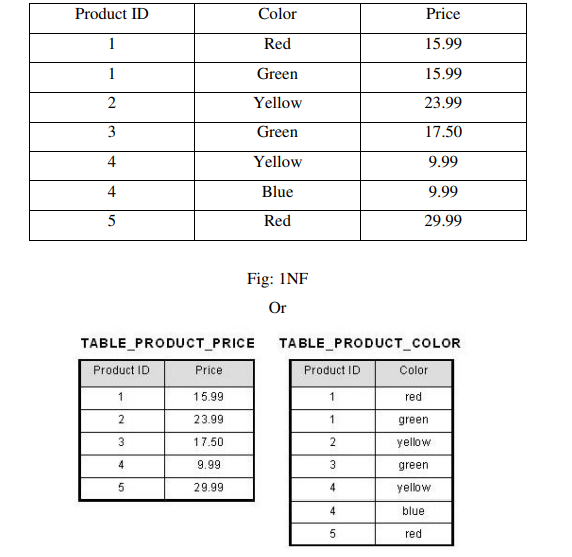 Product ID Color Price
1 Red 15.99
1 Green 15.99
2 Yellow 23.99
3 Green 17.50
4 Yellow 9.99
4 Blue 9.99
5 Red 29.99
Fig: 1NF
Or
TABLE_PRODUCT_PRICE
Product ID Price
1 15.99
2 23.99
3 17.50
4 9.99
5 29.99
TABLE_PRODUCT_COLOR
Product ID Color
1 red
1 green
2 yellow
3 green
4 yellow
4 blue
5 red